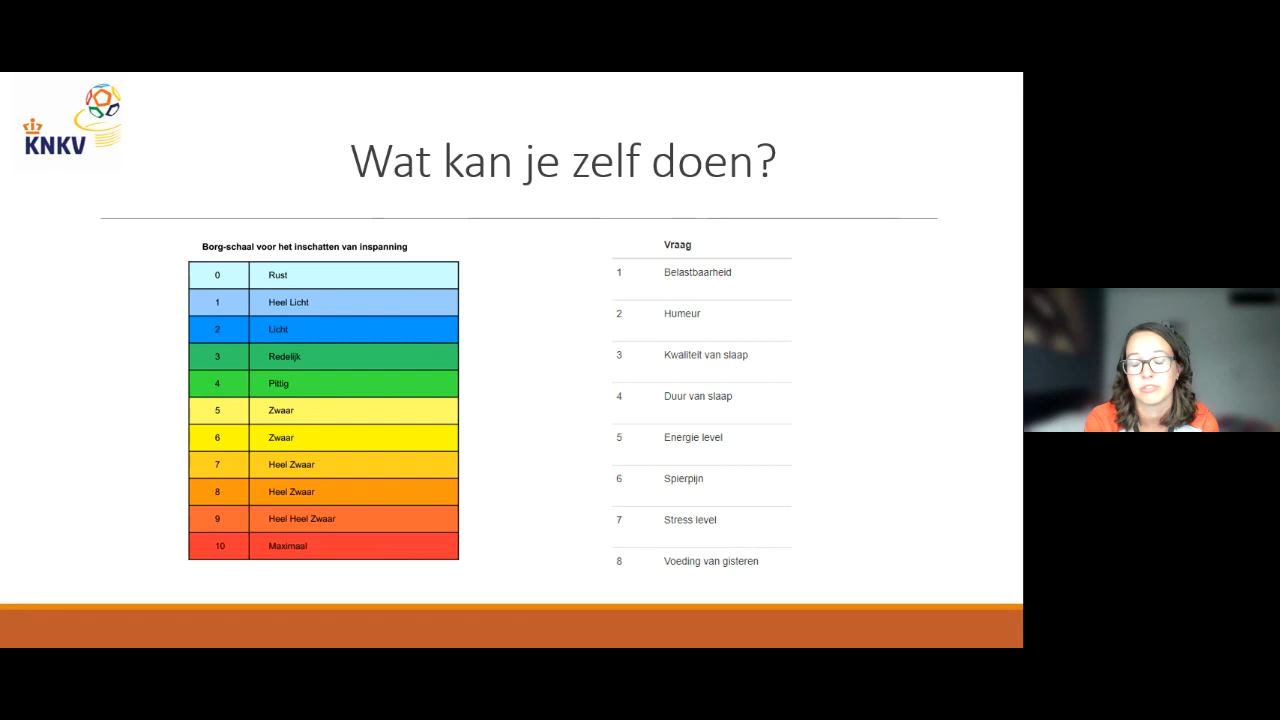 KNKV
Wat kan je zelf doen?
Borg-schaal voor het inschatten van inspanning
0 Rust
1 Heel Licht
2 Licht
3 Redelijk
4 Pittig
5 Zwaar
6 Zwaar
7 Heel Zwaar
8 Heel Zwaar
9 Heel Heel Zwaar
10 Maximaal
Vraag
1 Belastbaarheid
2 Humeur
3 Kwaliteit van slaap
4 Duur van slaap
5 Energie level
6 Spierpijn
7 Stress level
8 Voeding van gisteren